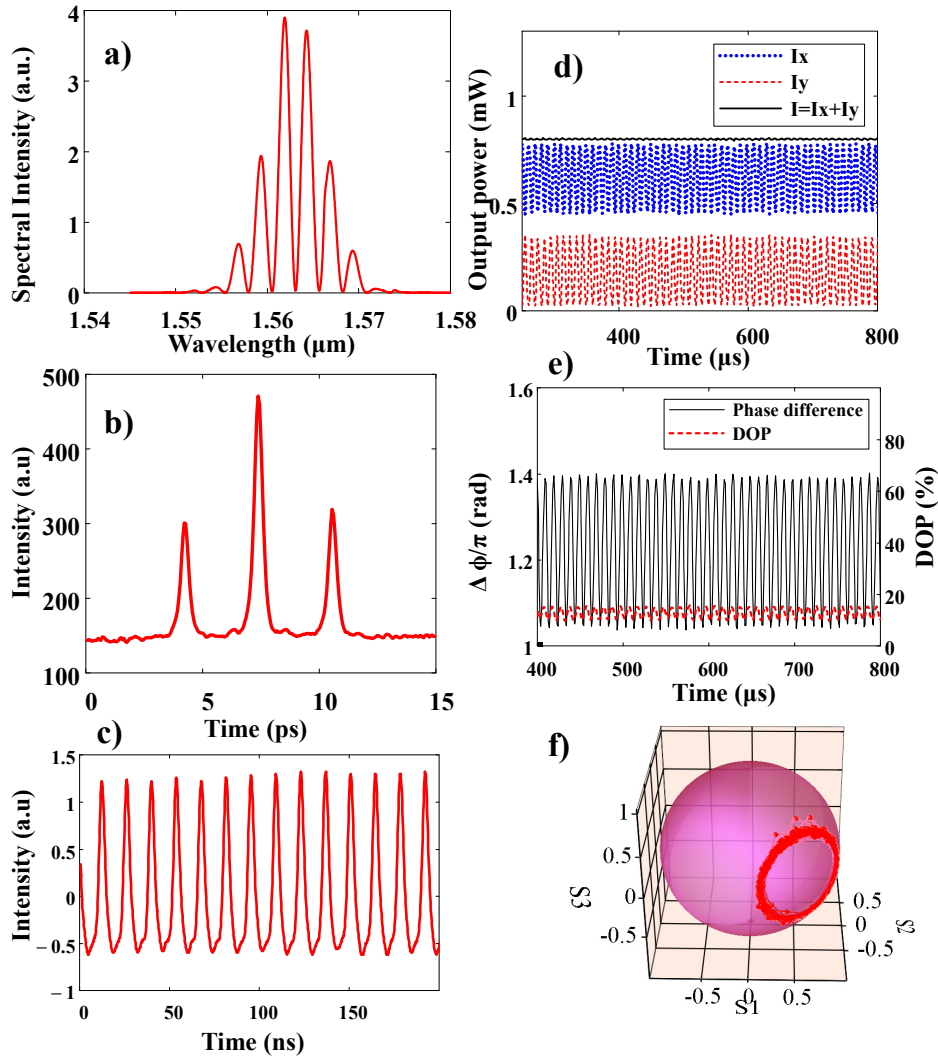 a)
Spectral Intensity (a.u.)
4
3
2
1
0
1.54 1.55 1.56 1.57 1.58
Wavelength (μm)
b)
Intensity (a.u)
500
400
300
200
100
0 5 10 15
Time (ps)
c)
Intensity (a.u)
1.5
1
0.5
0
−0.5
−1
0 50 100 150
Time (ns)
d)
Ix
Iy
I=Ix+Iy
Output power (mW)
1
0.5
0
400 600 800
Time (μs)
e)
Phase difference
DOP
Δ ϕ/π (rad)
1.6
1.4
1.2
1
DOP (%)
80
60
40
20
0
400 500 600 700 800
Time (μs)
f)
S3
1
0.5
0
-0.5
S2
0.5
0
-0.5
-0.5 0 0.5
S1